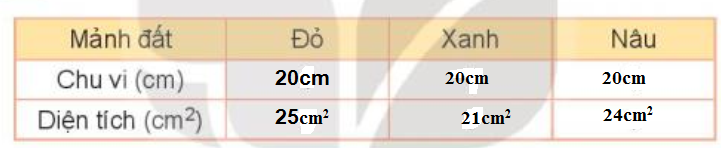 Mảnh đất Đỏ Xanh Nâu
Chu vi (cm) 20cm 20cm 20cm
Diện tích (cm²) 25cm² 21cm² 24cm²